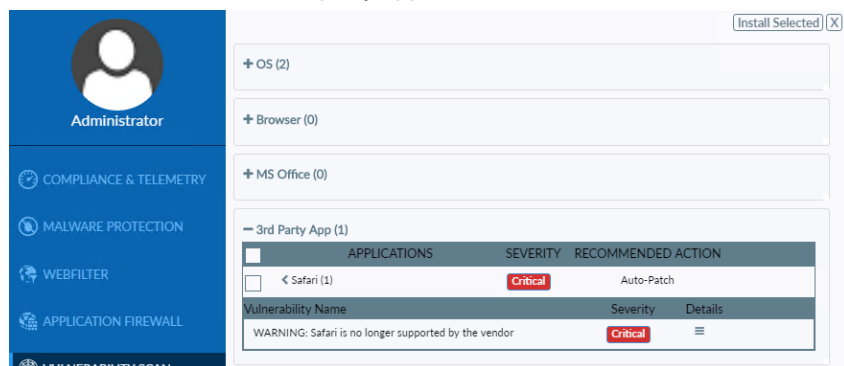 Install Selected X
Administrator
COMPLIANCE & TELEMETRY
MALWARE PROTECTION
WEBFILTER
APPLICATION FIREWALL
VULNERABILITY SCAN
+ OS (2)
+ Browser (0)
+ MS Office (0)
− 3rd Party App (1)
APPLICATIONS SEVERITY RECOMMENDED ACTION
< Safari (1) Critical Auto-Patch
Vulnerability Name Severity Details
WARNING: Safari is no longer supported by the vendor Critical ≡